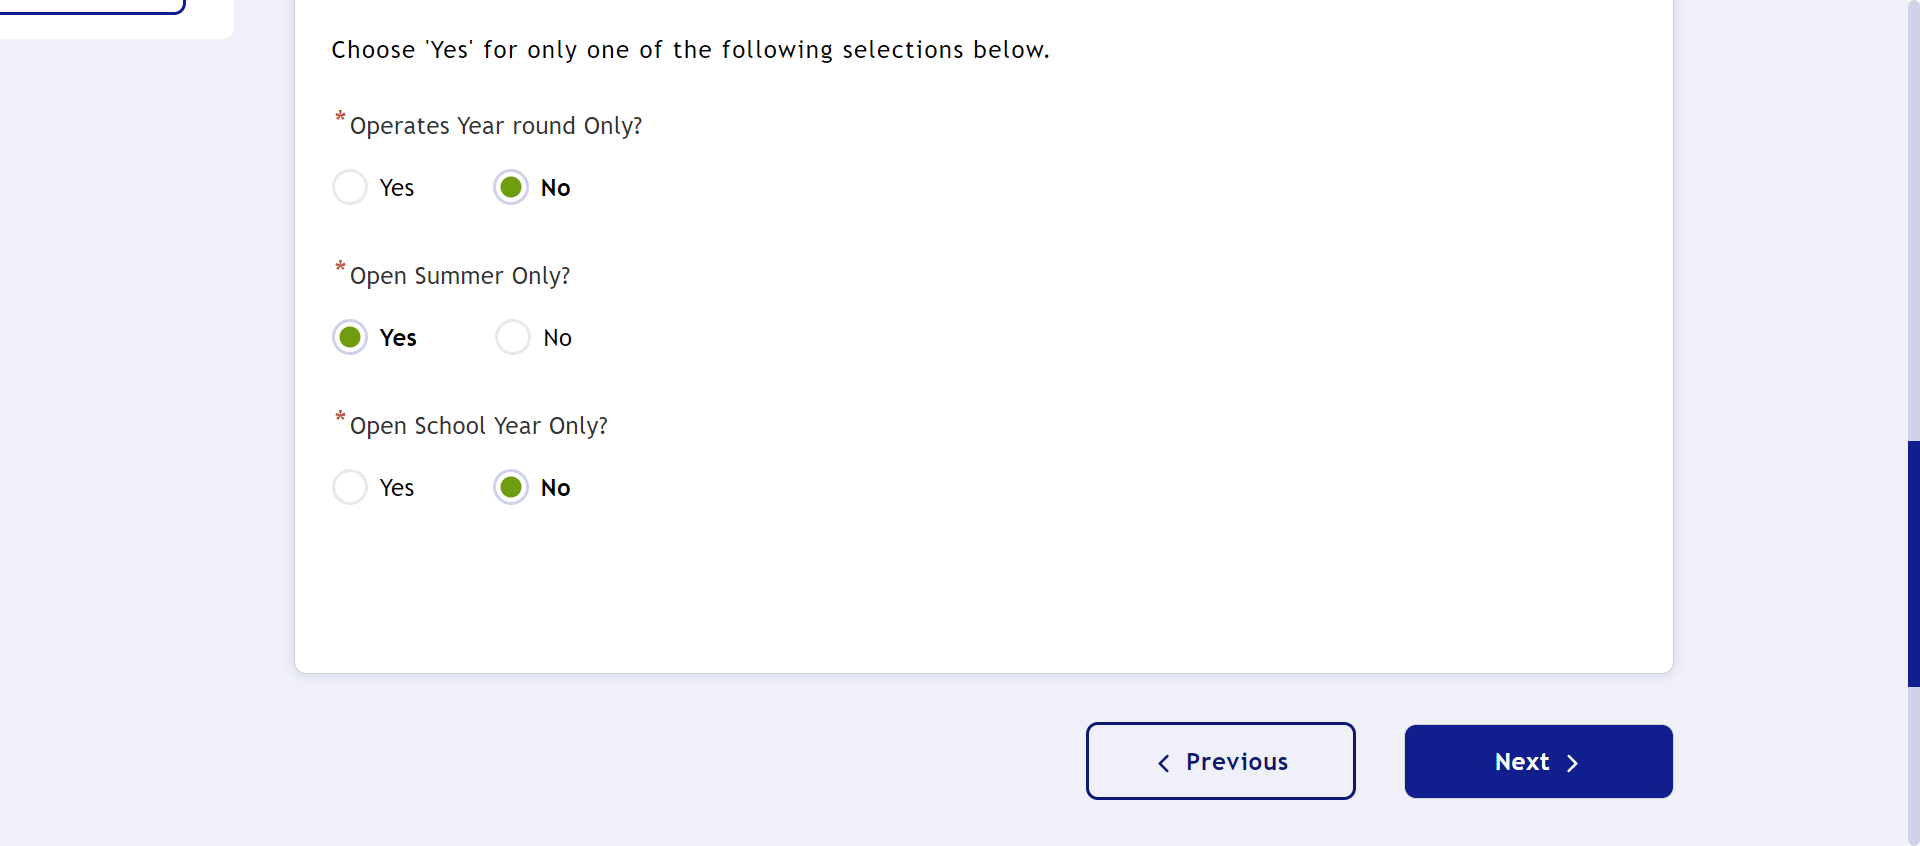 Choose 'Yes' for only one of the following selections below.
* Operates Year round Only?
Yes No
* Open Summer Only?
Yes No
* Open School Year Only?
Yes No
Previous Next